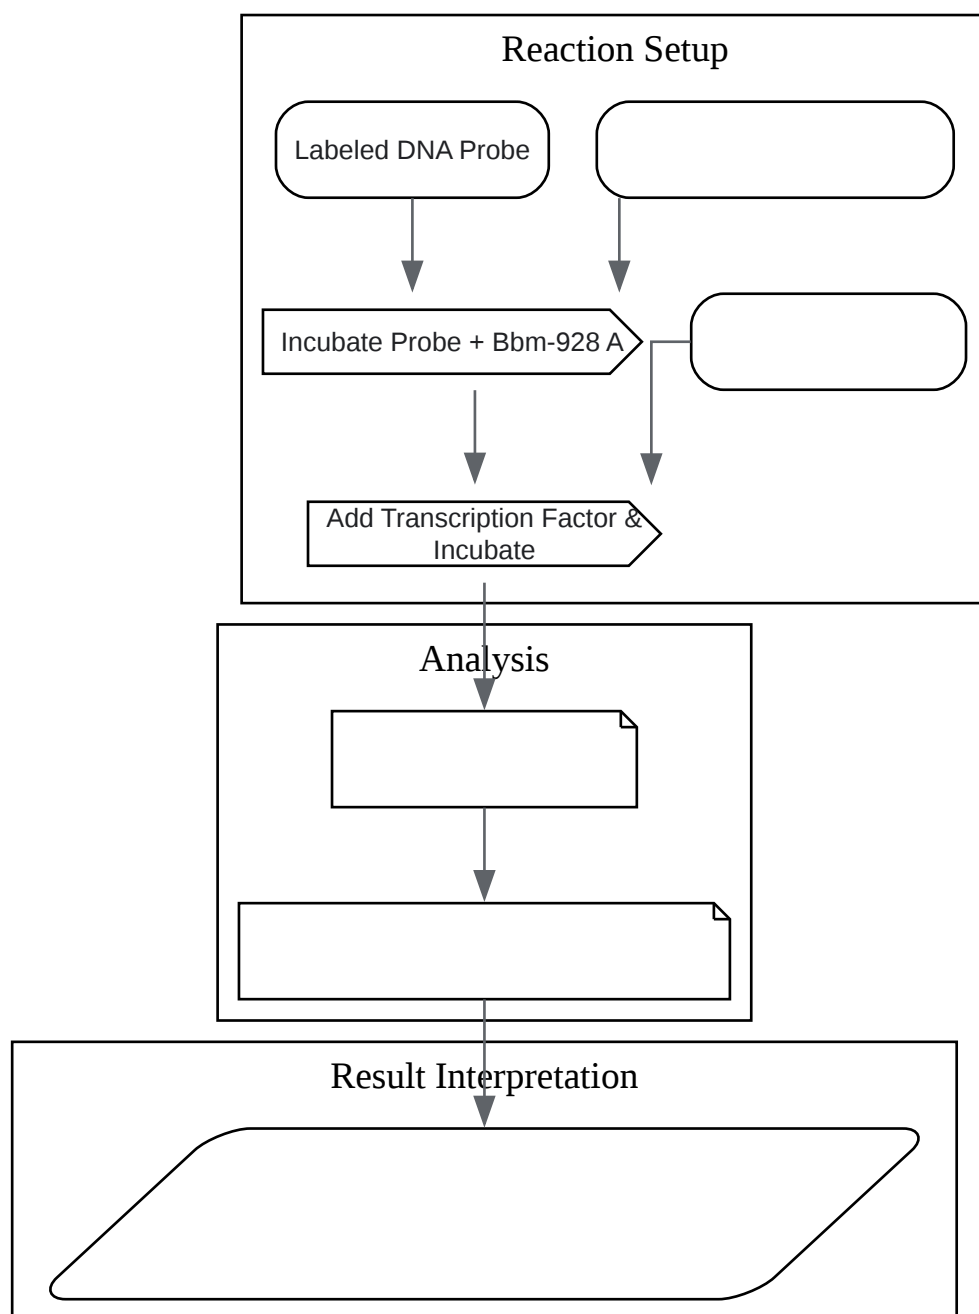 Reaction Setup
Labeled DNA Probe
Incubate Probe + Bbm-928 A
Add Transcription Factor &
Incubate
Analysis
Result Interpretation